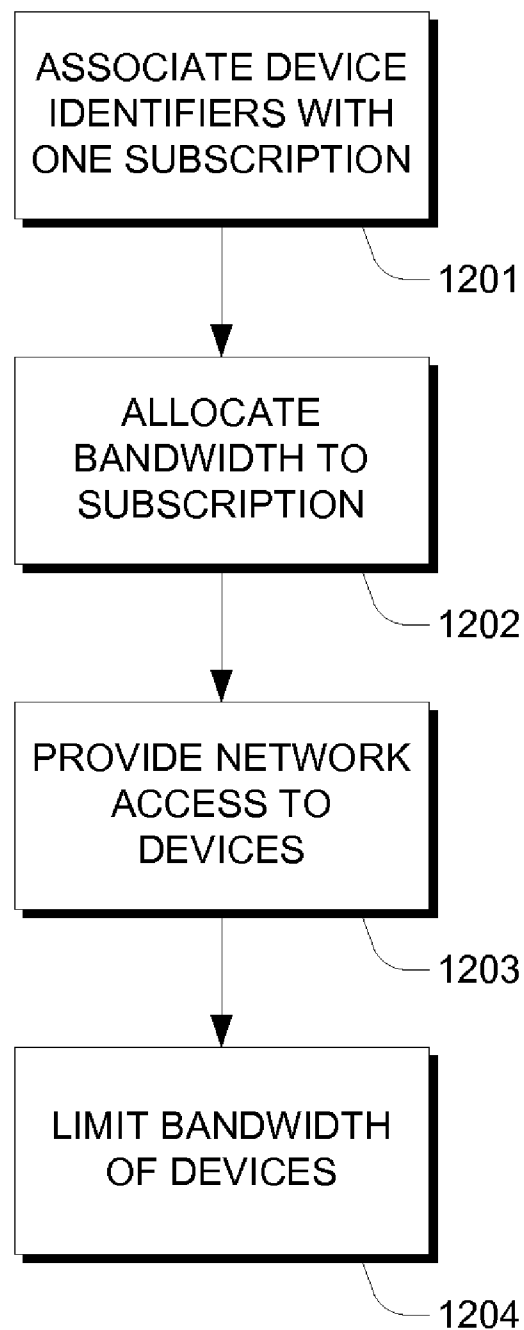 ASSOCIATE DEVICE
IDENTIFIERS WITH
ONE SUBSCRIPTION
1201
ALLOCATE
BANDWIDTH TO
SUBSCRIPTION
1202
PROVIDE NETWORK
ACCESS TO
DEVICES
1203
LIMIT BANDWIDTH
OF DEVICES
1204